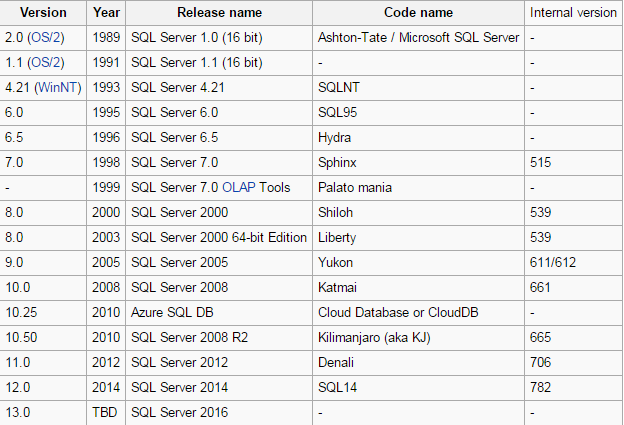 Version Year Release name Code name Internal version
2.0 (OS/2) 1989 SQL Server 1.0 (16 bit) Ashton-Tate / Microsoft SQL Server -
1.1 (OS/2) 1991 SQL Server 1.1 (16 bit) - -
4.21 (WinNT) 1993 SQL Server 4.21 SQLNT -
6.0 1995 SQL Server 6.0 SQL95 -
6.5 1996 SQL Server 6.5 Hydra -
7.0 1998 SQL Server 7.0 Sphinx 515
- 1999 SQL Server 7.0 OLAP Tools Palato mania -
8.0 2000 SQL Server 2000 Shiloh 539
8.0 2003 SQL Server 2000 64-bit Edition Liberty 539
9.0 2005 SQL Server 2005 Yukon 611/612
10.0 2008 SQL Server 2008 Katmai 661
10.25 2010 Azure SQL DB Cloud Database or CloudDB -
10.50 2010 SQL Server 2008 R2 Kilimanjaro (aka KJ) 665
11.0 2012 SQL Server 2012 Denali 706
12.0 2014 SQL Server 2014 SQL14 782
13.0 TBD SQL Server 2016 - -